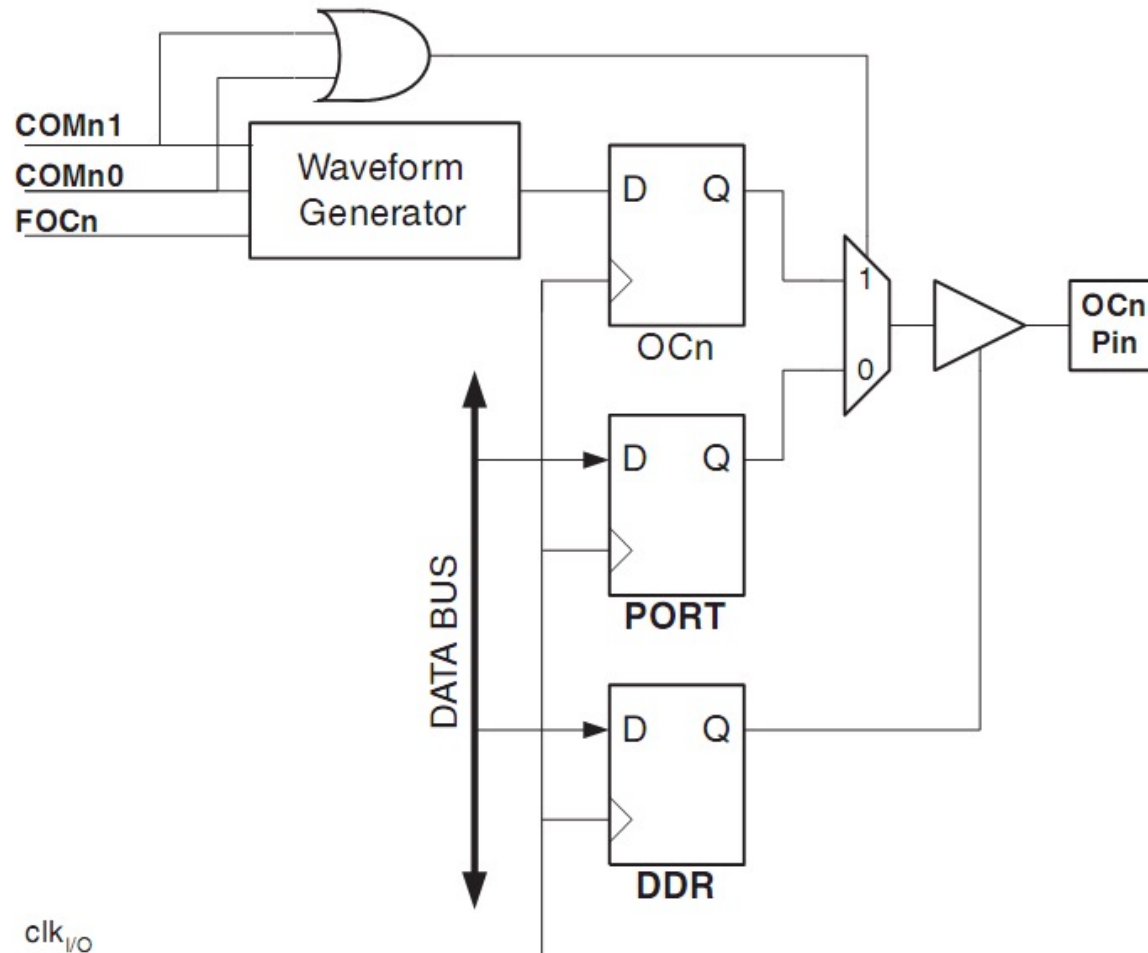 COMn1
COMn0
FOCn
Waveform
Generator
D Q
OCn
1
0
OCn
Pin
D Q
PORT
DATA BUS
D Q
DDR
clkI/O